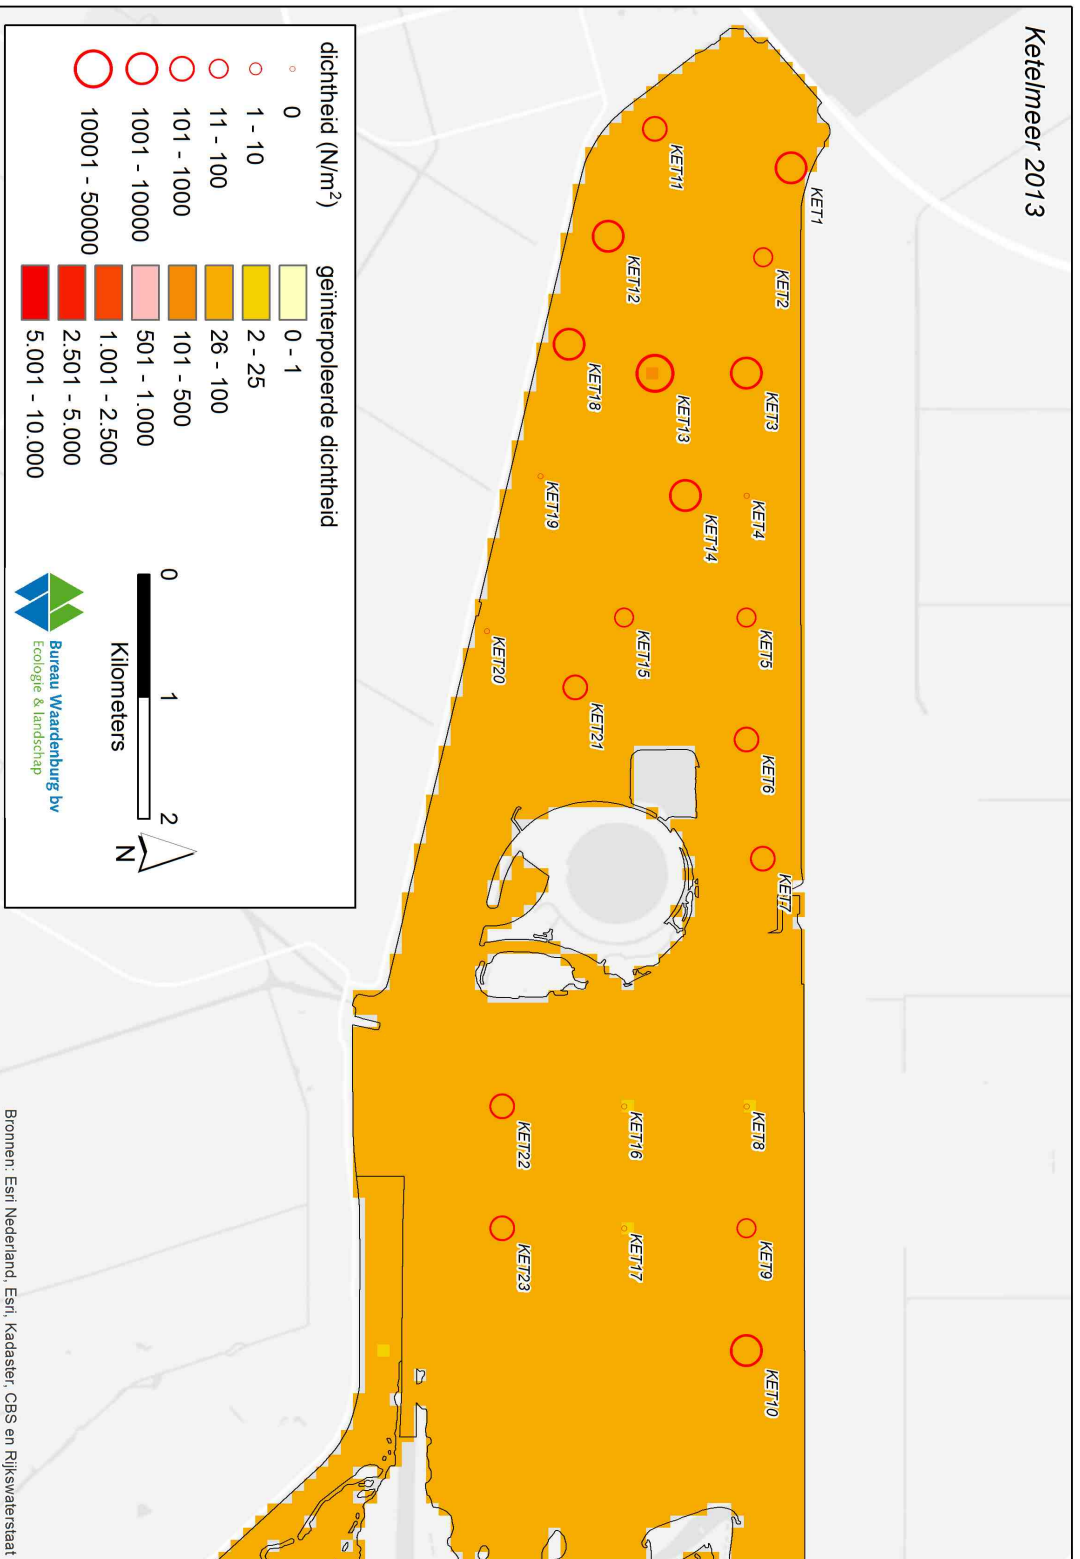 Ketelmeer 2013
KET1
KET2
KET3
KET4
KET5
KET6
KET7
KET8
KET9
KET10
KET11
KET12
KET13
KET14
KET15
KET16
KET17
KET18
KET19
KET20
KET21
KET22
KET23
dichtheid (N/m²)
0
1 - 10
11 - 100
101 - 1000
1001 - 10000
10001 - 50000
geïnterpoleerde dichtheid
0 - 1
2 - 25
26 - 100
101 - 500
501 - 1.000
1.001 - 2.500
2.501 - 5.000
5.001 - 10.000
0 1 2
Kilometers
N
Bureau Waardenburg bv
Ecologie & landschap
Bronnen: Esri Nederland, Esri, Kadaster, CBS en Rijkswaterstaat